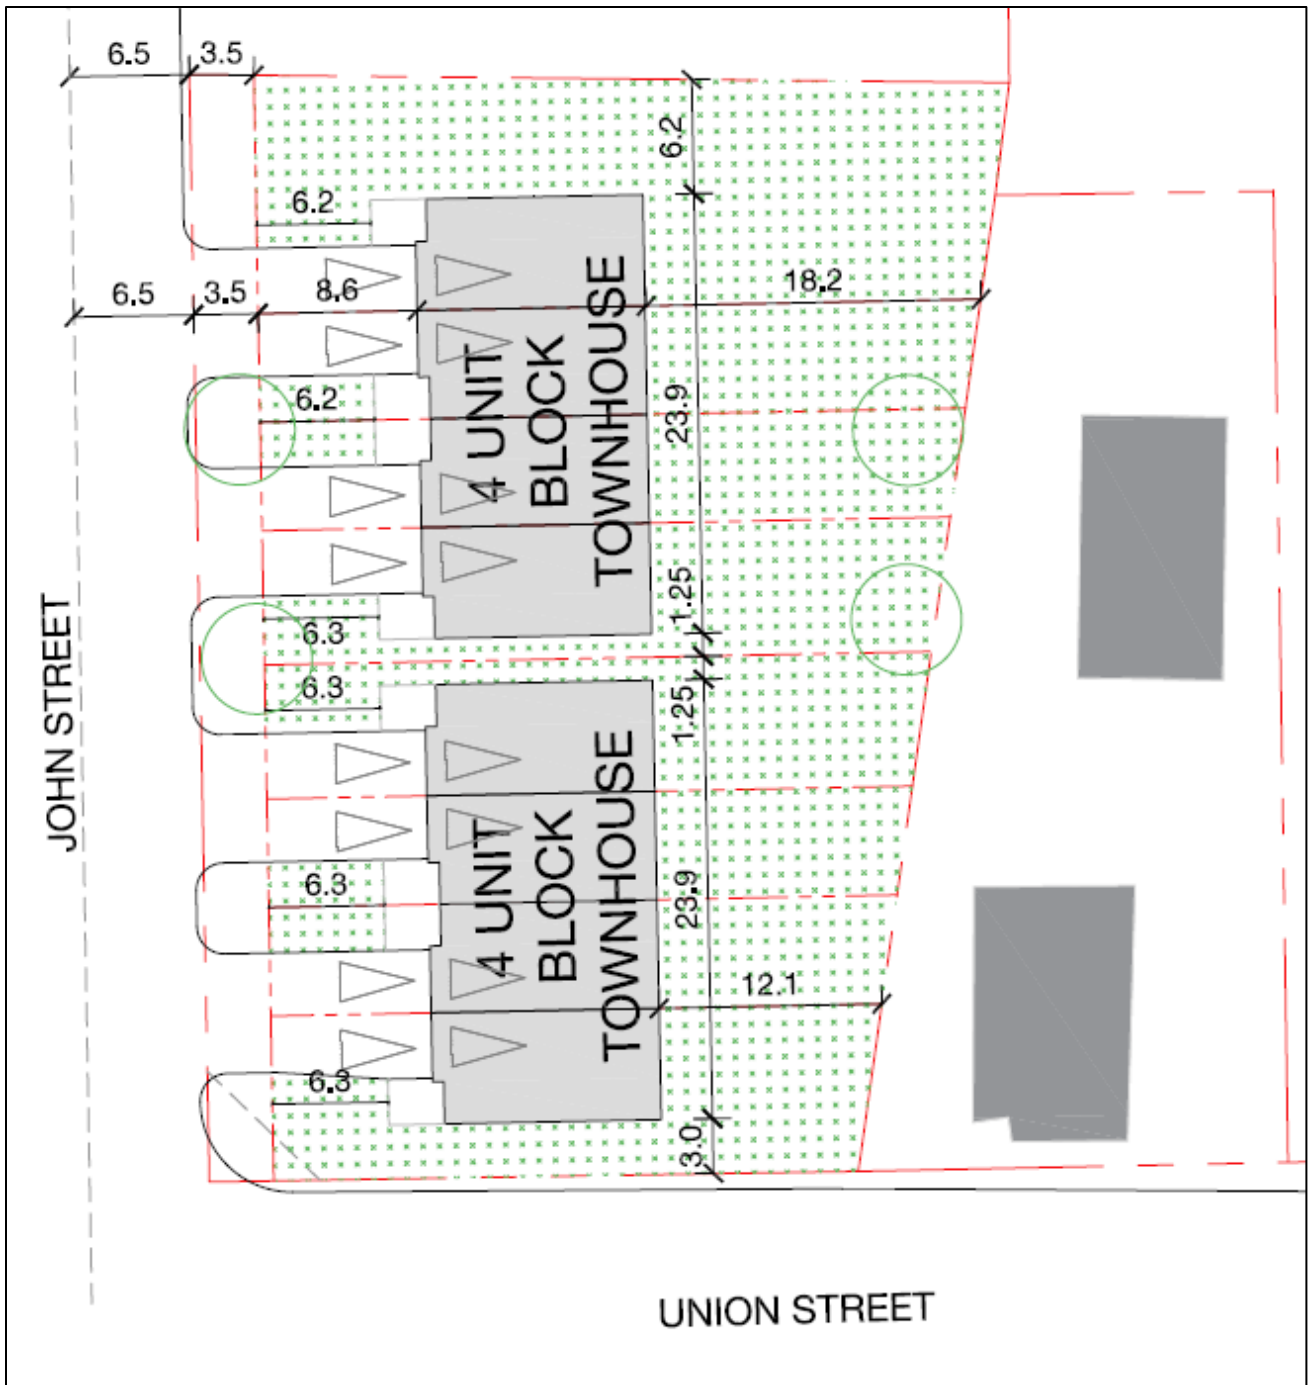 6.5
3.5
6.2
6.2
6.5
3.5
8.6
18.2
4 UNIT
BLOCK
TOWNHOUSE
6.2
23.9
1.25
6.3
6.3
1.25
JOHN STREET
4 UNIT
BLOCK
TOWNHOUSE
6.3
23.9
12.1
6.3
3.0
UNION STREET